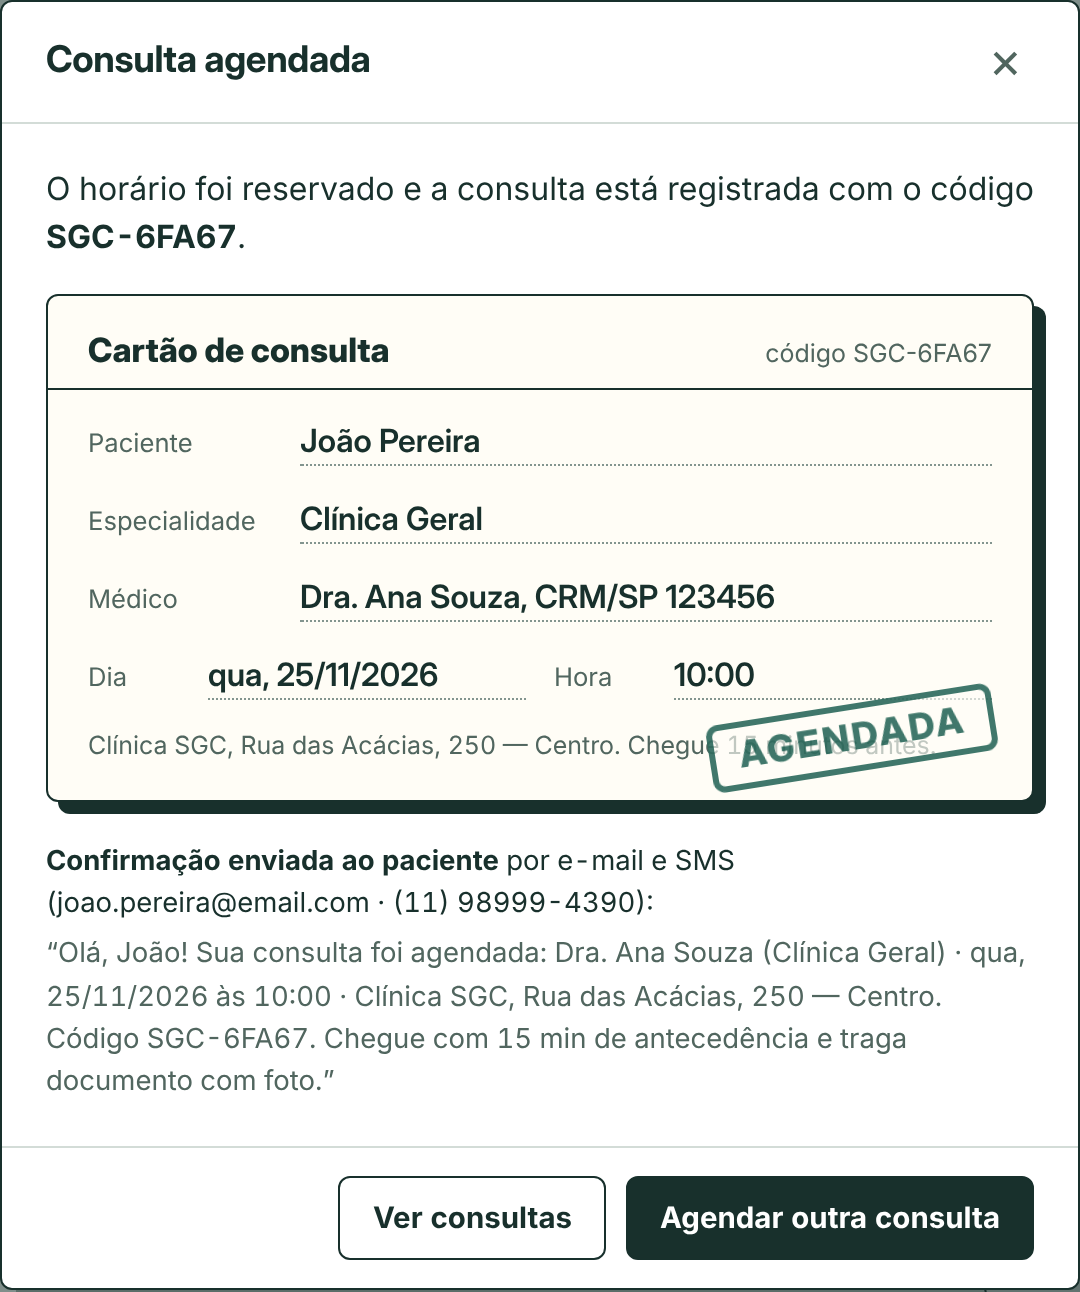 Consulta agendada
O horário foi reservado e a consulta está registrada com o código
SGC-6FA67.
Cartão de consulta
código SGC-6FA67
Paciente
João Pereira
Especialidade
Clínica Geral
Médico
Dra. Ana Souza, CRM/SP 123456
Dia
qua, 25/11/2026
Hora
10:00
Clínica SGC, Rua das Acácias, 250 — Centro. Chegue 15 minutos antes.
AGENDADA
Confirmação enviada ao paciente por e-mail e SMS
(joao.pereira@email.com · (11) 98999-4390):
“Olá, João! Sua consulta foi agendada: Dra. Ana Souza (Clínica Geral) · qua,
25/11/2026 às 10:00 · Clínica SGC, Rua das Acácias, 250 — Centro.
Código SGC-6FA67. Chegue com 15 min de antecedência e traga
documento com foto.”
Ver consultas
Agendar outra consulta